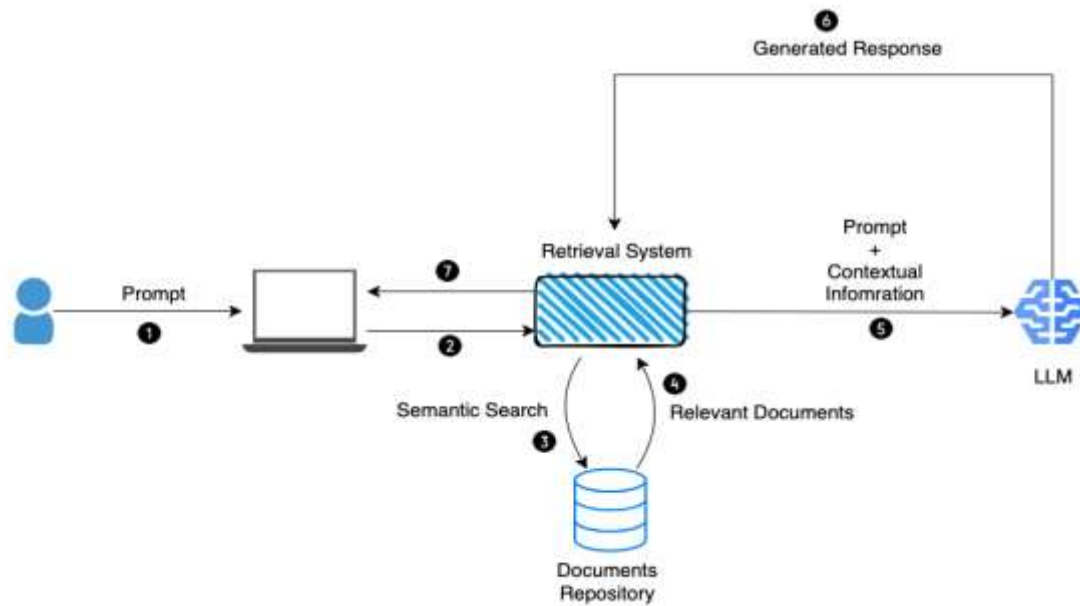 6
Generated Response
Retrieval System
Prompt
+
Contextual
Infomration
5
7
Prompt
1
2
LLM
4
Semantic Search
Relevant Documents
3
Documents
Repository